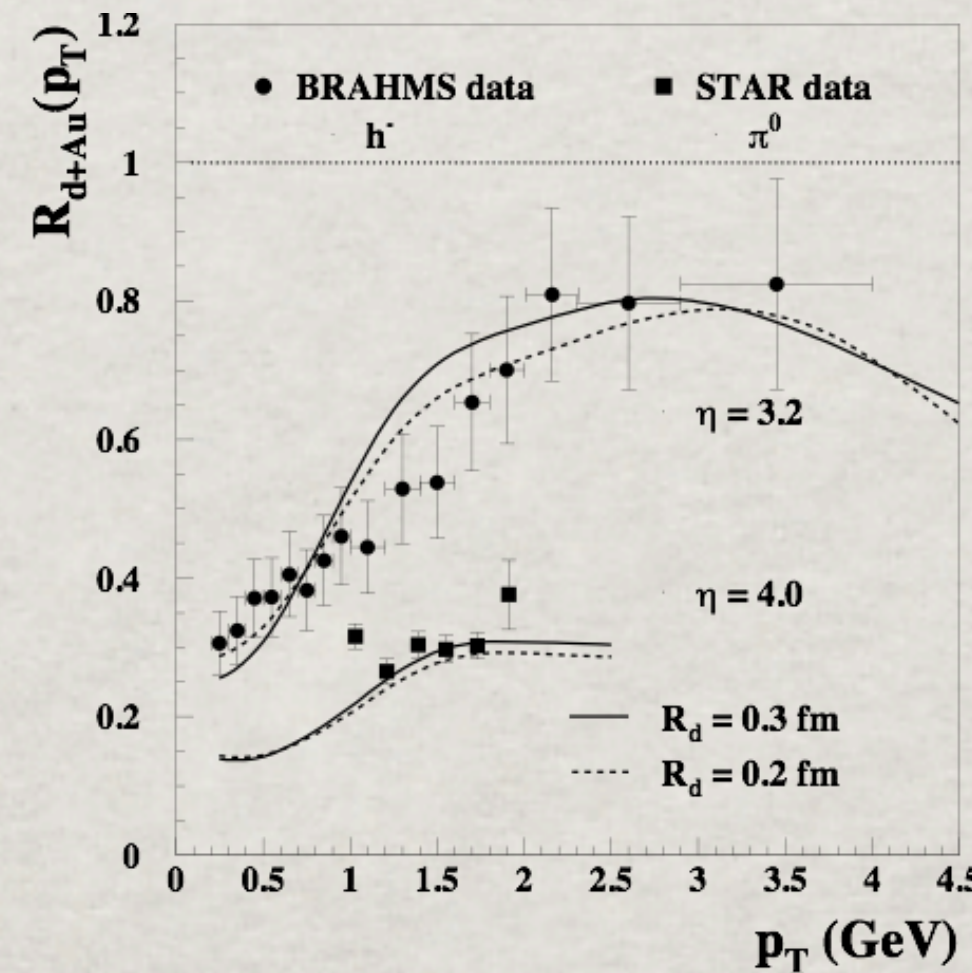 1.2
R_{d+Au}(p_T)
● BRAHMS data ■ STAR data
h⁻ π⁰
1
0.8
η = 3.2
0.6
0.4
η = 4.0
0.2
R_d = 0.3 fm
R_d = 0.2 fm
0
0 0.5 1 1.5 2 2.5 3 3.5 4 4.5
p_T (GeV)